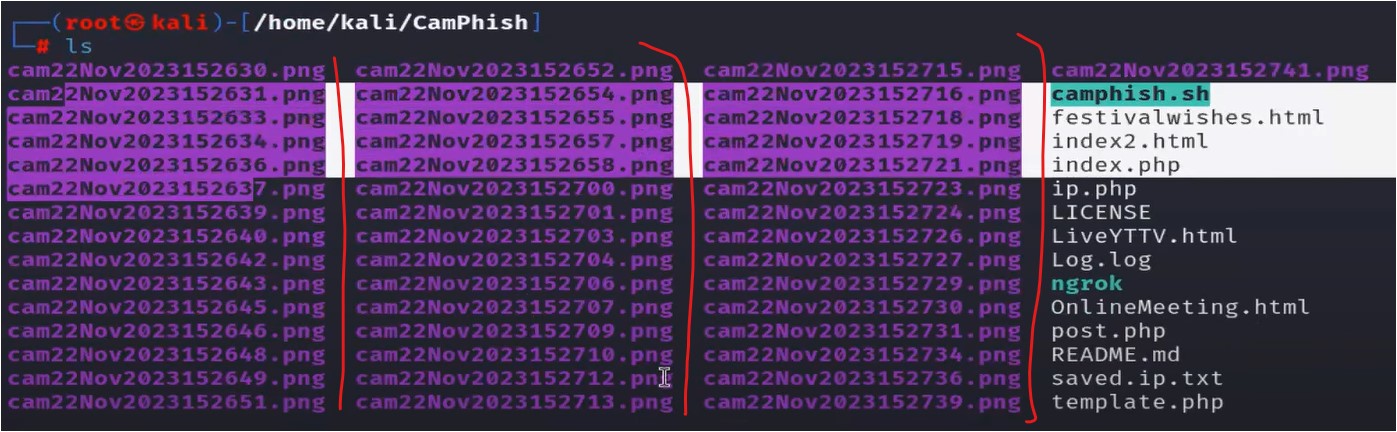 (root㉿kali)-[/home/kali/CamPhish]
# ls
cam22Nov2023152630.png cam22Nov2023152652.png cam22Nov2023152715.png cam22Nov2023152741.png
cam22Nov2023152631.png cam22Nov2023152654.png cam22Nov2023152716.png camphish.sh
cam22Nov2023152633.png cam22Nov2023152655.png cam22Nov2023152718.png festivalwishes.html
cam22Nov2023152634.png cam22Nov2023152657.png cam22Nov2023152719.png index2.html
cam22Nov2023152636.png cam22Nov2023152658.png cam22Nov2023152721.png index.php
cam22Nov2023152637.png cam22Nov2023152700.png cam22Nov2023152723.png ip.php
cam22Nov2023152639.png cam22Nov2023152701.png cam22Nov2023152724.png LICENSE
cam22Nov2023152640.png cam22Nov2023152703.png cam22Nov2023152726.png LiveYTTV.html
cam22Nov2023152642.png cam22Nov2023152704.png cam22Nov2023152727.png Log.log
cam22Nov2023152643.png cam22Nov2023152706.png cam22Nov2023152729.png ngrok
cam22Nov2023152645.png cam22Nov2023152707.png cam22Nov2023152730.png OnlineMeeting.html
cam22Nov2023152646.png cam22Nov2023152709.png cam22Nov2023152731.png post.php
cam22Nov2023152648.png cam22Nov2023152710.png cam22Nov2023152734.png README.md
cam22Nov2023152649.png cam22Nov2023152712.png cam22Nov2023152736.png saved.ip.txt
cam22Nov2023152651.png cam22Nov2023152713.png cam22Nov2023152739.png template.php